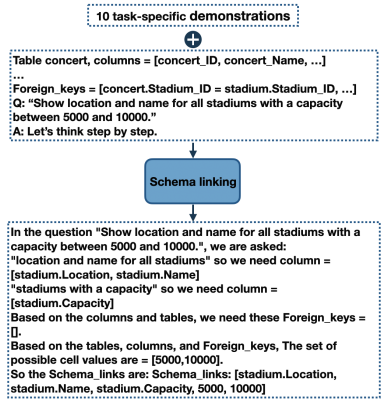 10 task-specific demonstrations
+
Table concert, columns = [concert_ID, concert_Name, ...]
...
Foreign_keys = [concert.Stadium_ID = stadium.Stadium_ID, ...]
Q: “Show location and name for all stadiums with a capacity
between 5000 and 10000.”
A: Let’s think step by step.
Schema linking
In the question "Show location and name for all stadiums with a
capacity between 5000 and 10000.", we are asked:
"location and name for all stadiums" so we need column =
[stadium.Location, stadium.Name]
"stadiums with a capacity" so we need column =
[stadium.Capacity]
Based on the columns and tables, we need these Foreign_keys =
[].
Based on the tables, columns, and Foreign_keys, The set of
possible cell values are = [5000,10000].
So the Schema_links are: Schema_links: [stadium.Location,
stadium.Name, stadium.Capacity, 5000, 10000]